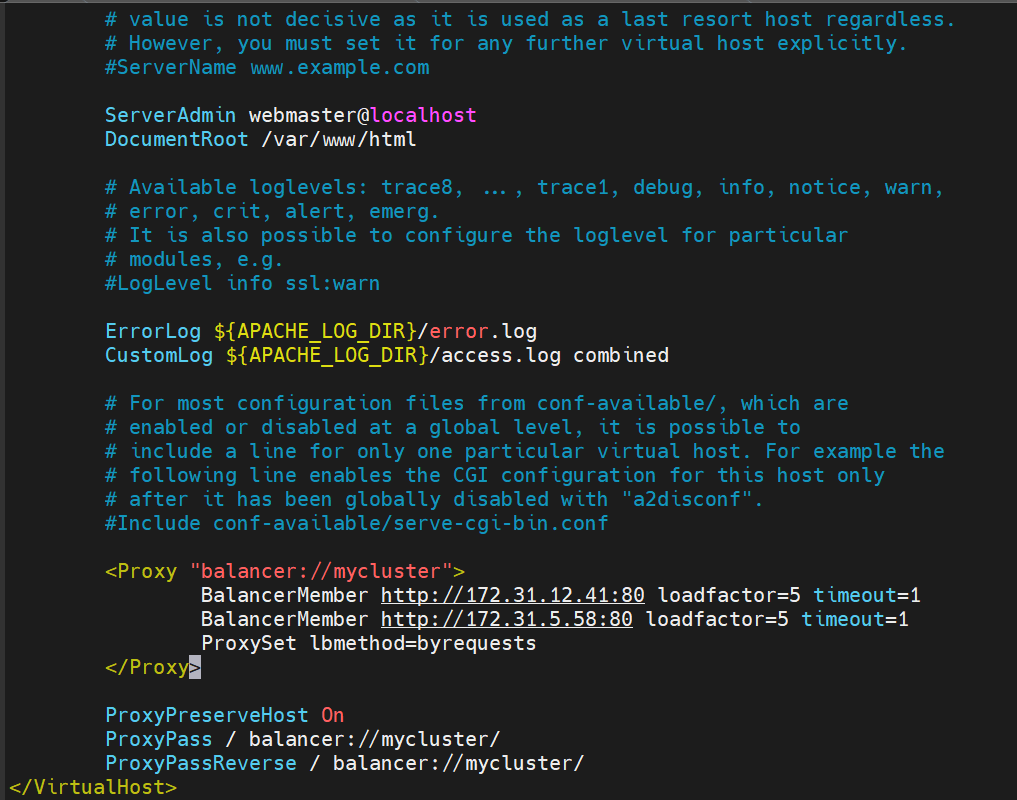 # value is not decisive as it is used as a last resort host regardless.
# However, you must set it for any further virtual host explicitly.
#ServerName www.example.com
ServerAdmin webmaster@localhost
DocumentRoot /var/www/html
# Available loglevels: trace8, ..., trace1, debug, info, notice, warn,
# error, crit, alert, emerg.
# It is also possible to configure the loglevel for particular
# modules, e.g.
#LogLevel info ssl:warn
ErrorLog ${APACHE_LOG_DIR}/error.log
CustomLog ${APACHE_LOG_DIR}/access.log combined
# For most configuration files from conf-available/, which are
# enabled or disabled at a global level, it is possible to
# include a line for only one particular virtual host. For example the
# following line enables the CGI configuration for this host only
# after it has been globally disabled with "a2disconf".
#Include conf-available/serve-cgi-bin.conf
<Proxy "balancer://mycluster">
BalancerMember http://172.31.12.41:80 loadfactor=5 timeout=1
BalancerMember http://172.31.5.58:80 loadfactor=5 timeout=1
ProxySet lbmethod=byrequests
</Proxy>
ProxyPreserveHost On
ProxyPass / balancer://mycluster/
ProxyPassReverse / balancer://mycluster/
</VirtualHost>